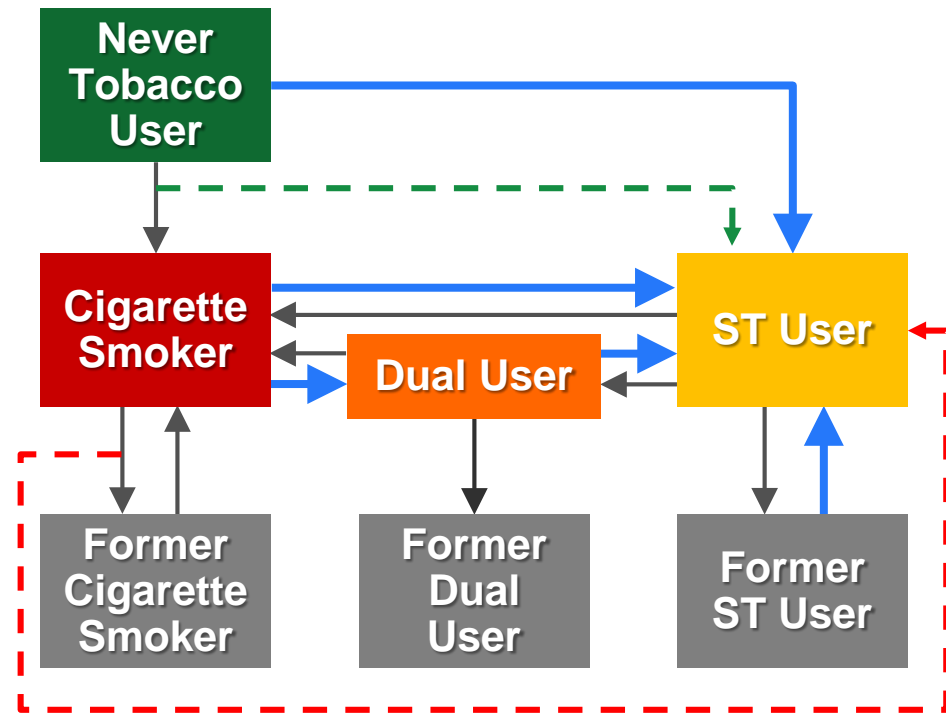 Never
Tobacco
User
Cigarette
Smoker
Dual User
ST User
Former
Cigarette
Smoker
Former
Dual
User
Former
ST User